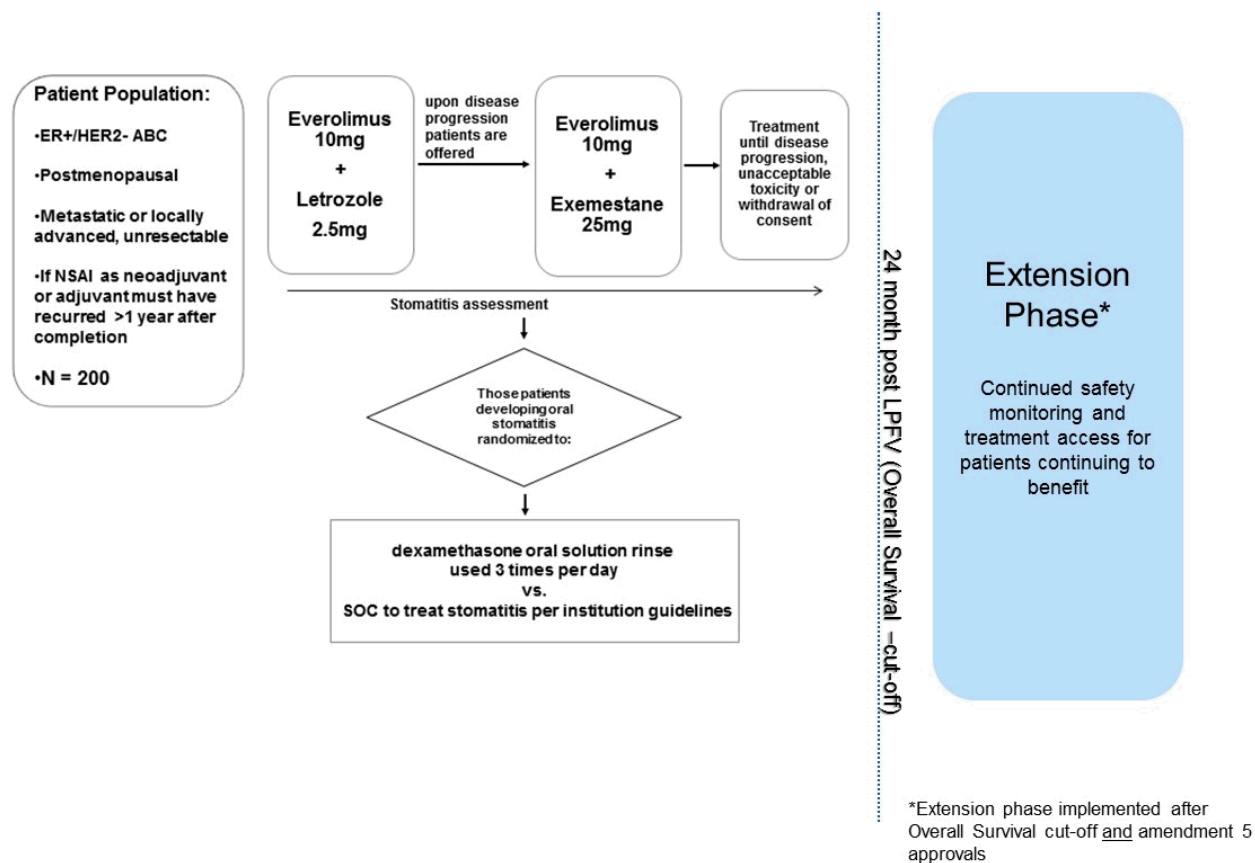 Patient Population:
•ER+/HER2- ABC
•Postmenopausal
•Metastatic or locally
advanced, unresectable
•If NSAI as neoadjuvant
or adjuvant must have
recurred >1 year after
completion
•N = 200
Everolimus
10mg
+
Letrozole
2.5mg
upon disease
progression
patients are
offered
Everolimus
10mg
+
Exemestane
25mg
Treatment
until disease
progression,
unacceptable
toxicity or
withdrawal of
consent
Stomatitis assessment
Those patients
developing oral
stomatitis
randomized to:
dexamethasone oral solution rinse
used 3 times per day
vs.
SOC to treat stomatitis per institution guidelines
24 month post LPFV (Overall Survival –cut-off)
Extension
Phase*
Continued safety
monitoring and
treatment access for
patients continuing to
benefit
*Extension phase implemented after
Overall Survival cut-off and amendment 5
approvals